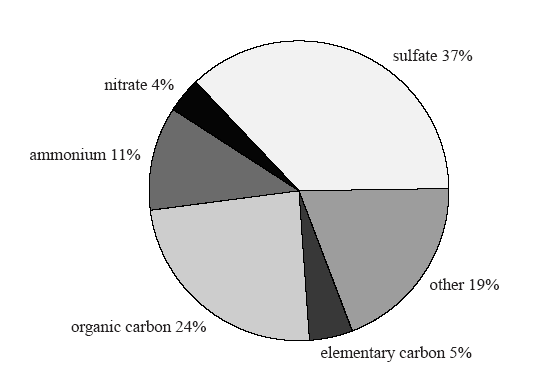 sulfate 37%
nitrate 4%
ammonium 11%
other 19%
organic carbon 24%
elementary carbon 5%